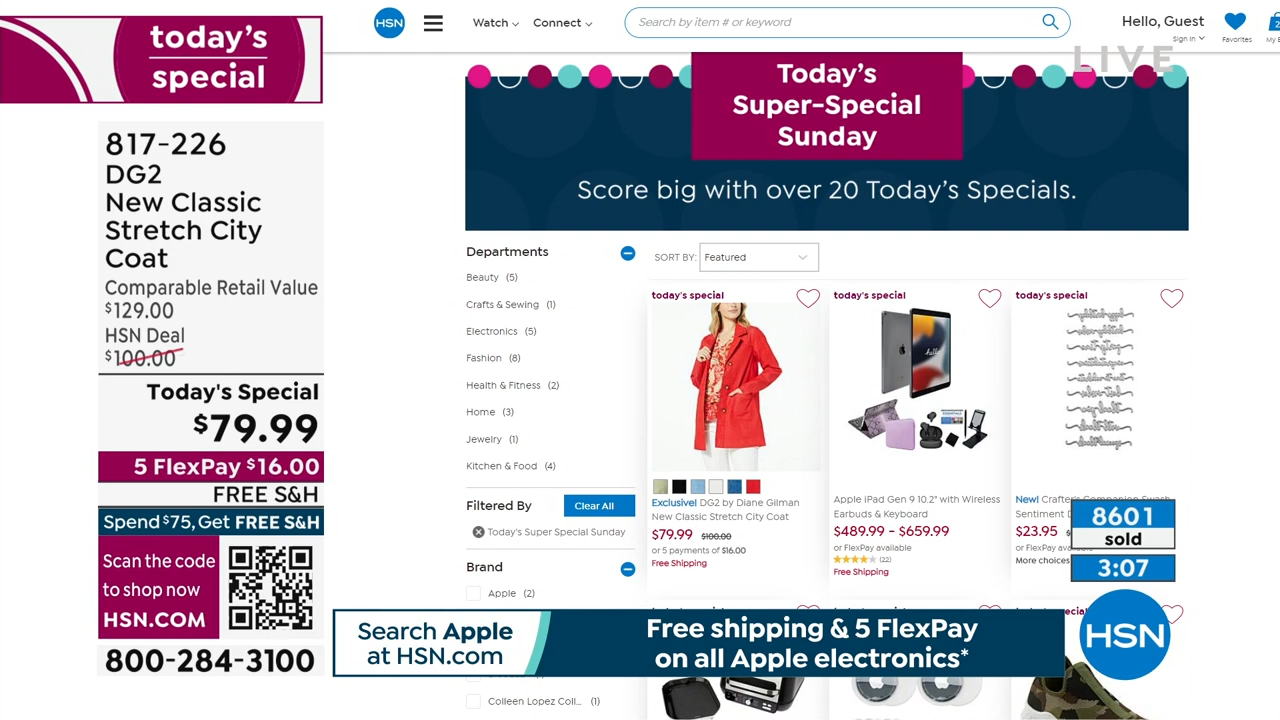 today's
special
817-226
DG2
New Classic
Stretch City
Coat
Comparable Retail Value
$129.00
HSN Deal
$100.00
Today's Special
$79.99
5 FlexPay $16.00
FREE S&H
Spend $75, Get FREE S&H
Scan the code
to shop now
HSN.COM
800-284-3100
HSN
Watch
Connect
Search by item # or keyword
Hello, Guest
Sign In
Favorites
My
2
LIVE
Today's
Super-Special
Sunday
Score big with over 20 Today's Specials.
Departments
Beauty (5)
Crafts & Sewing (1)
Electronics (5)
Fashion (8)
Health & Fitness (2)
Home (3)
Jewelry (1)
Kitchen & Food (4)
Filtered By
Clear All
Today's Super Special Sunday
Brand
Apple (2)
Colleen Lopez Coll... (1)
SORT BY: Featured
today's special
Exclusive! DG2 by Diane Gilman
New Classic Stretch City Coat
$79.99 $100.00
or 5 payments of $16.00
Free Shipping
today's special
hello
Apple iPad Gen 9 10.2" with Wireless
Earbuds & Keyboard
$489.99 - $659.99
or FlexPay available
(22)
Free Shipping
today's special
New! Crafter's Companion Swash
Sentiment
$23.95
or FlexPay
More choices
8601
sold
3:07
Search Apple
at HSN.com
Free shipping & 5 FlexPay
on all Apple electronics*
HSN